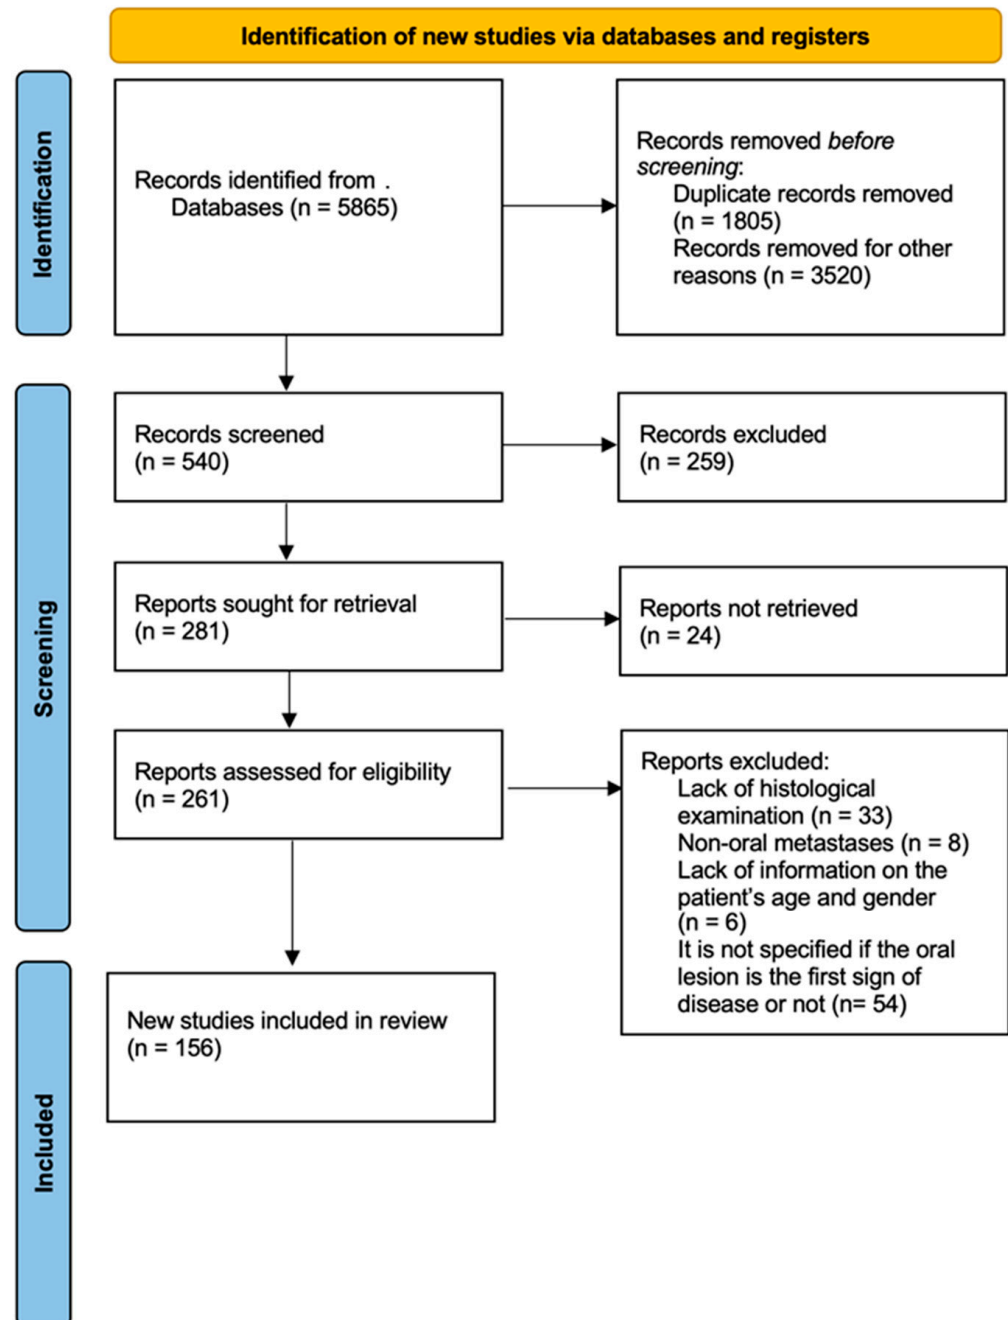 Identification of new studies via databases and registers
Identification
Records identified from .
Databases (n = 5865)
Records removed before
screening:
Duplicate records removed
(n = 1805)
Records removed for other
reasons (n = 3520)
Screening
Records screened
(n = 540)
Records excluded
(n = 259)
Reports sought for retrieval
(n = 281)
Reports not retrieved
(n = 24)
Reports assessed for eligibility
(n = 261)
Reports excluded:
Lack of histological
examination (n = 33)
Non-oral metastases (n = 8)
Lack of information on the
patient's age and gender
(n = 6)
It is not specified if the oral
lesion is the first sign of
disease or not (n= 54)
Included
New studies included in review
(n = 156)